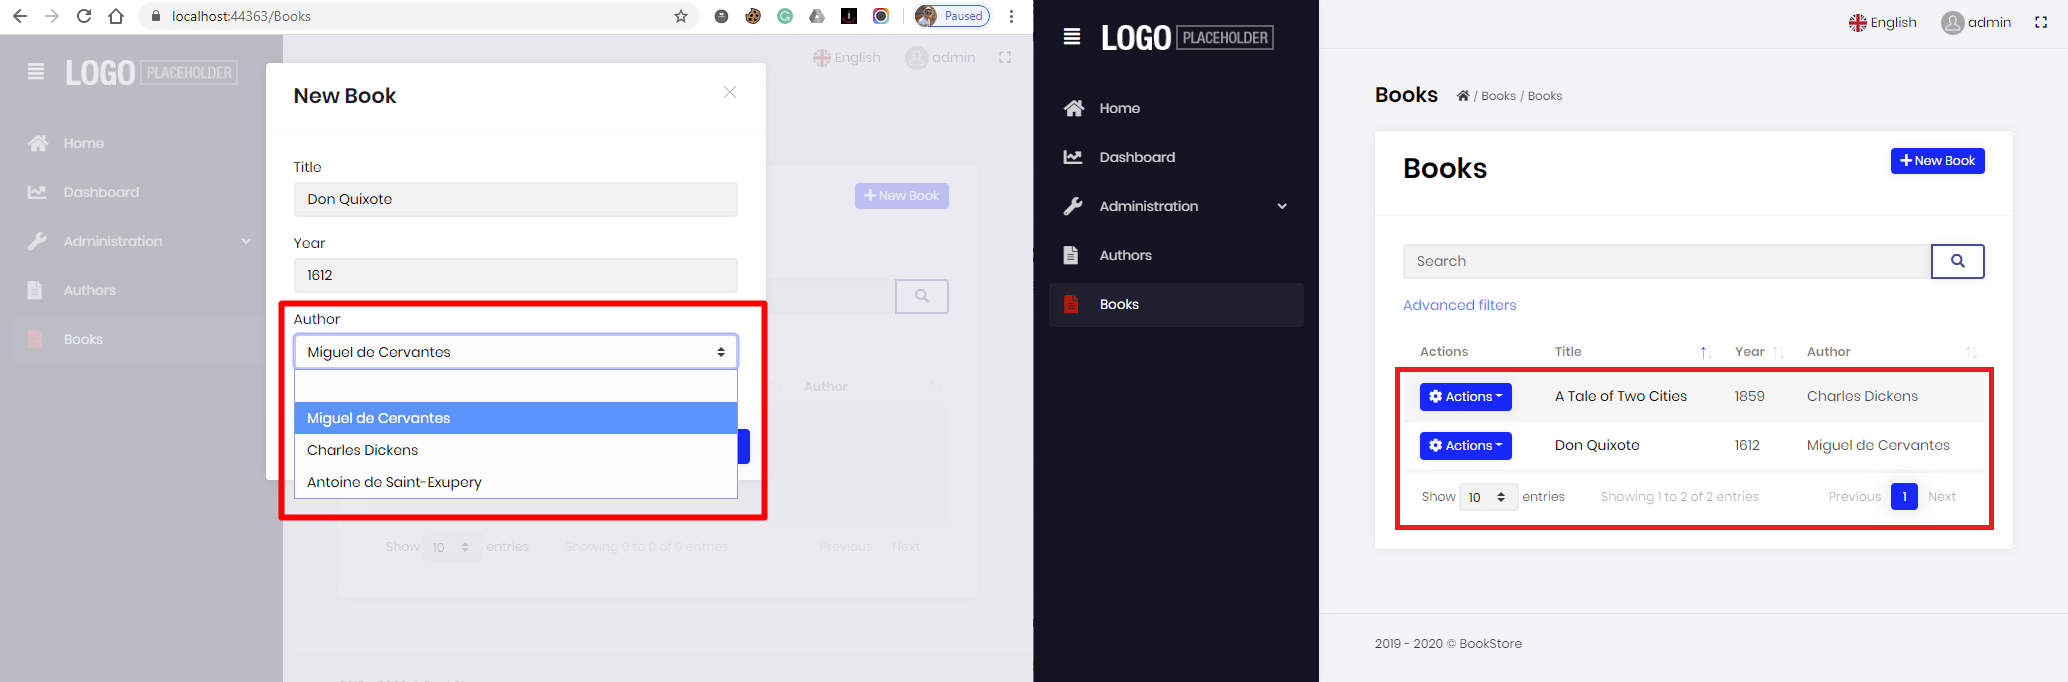 localhost:44363/Books
Paused
LOGO PLACEHOLDER
English
admin
Home
Dashboard
Administration
Authors
Books
New Book
Title
Don Quixote
Year
1612
Author
Miguel de Cervantes
Miguel de Cervantes
Charles Dickens
Antoine de Saint-Exupery
New Book
Author
Show 10 entries
Showing 0 to 0 of 0 entries
Previous
Next
LOGO PLACEHOLDER
Home
Dashboard
Administration
Authors
Books
English
admin
Books
/ Books / Books
Books
New Book
Search
Advanced filters
Actions Title Year Author
Actions A Tale of Two Cities 1859 Charles Dickens
Actions Don Quixote 1612 Miguel de Cervantes
Show 10 entries
Showing 1 to 2 of 2 entries
Previous 1 Next
2019 - 2020 © BookStore